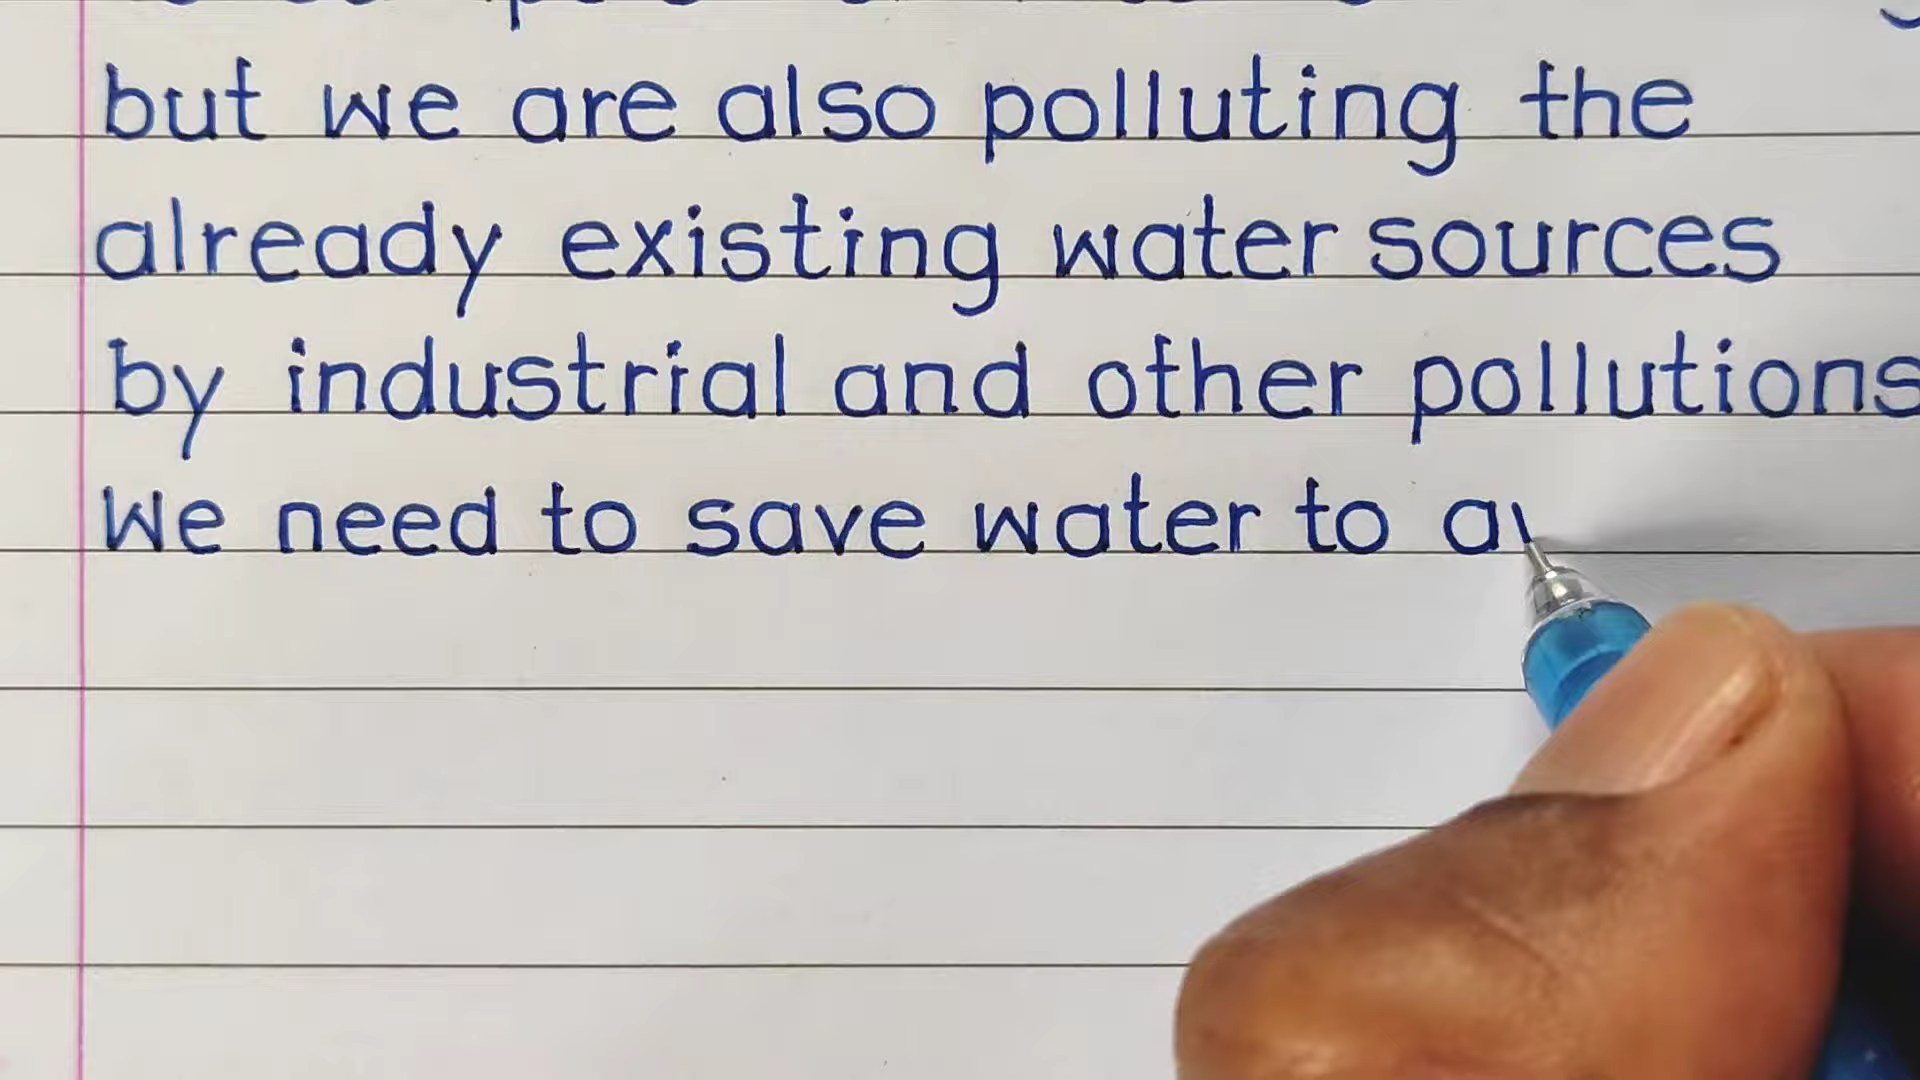 but we are also polluting the
already existing water sources
by industrial and other pollutions
We need to save water to